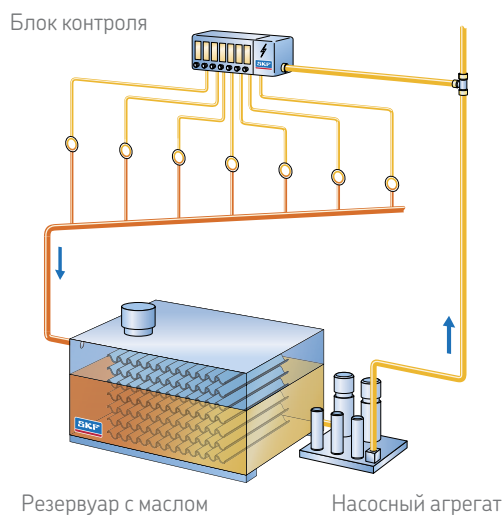 Блок контроля
SKF
SKF
Резервуар с маслом
Насосный агрегат